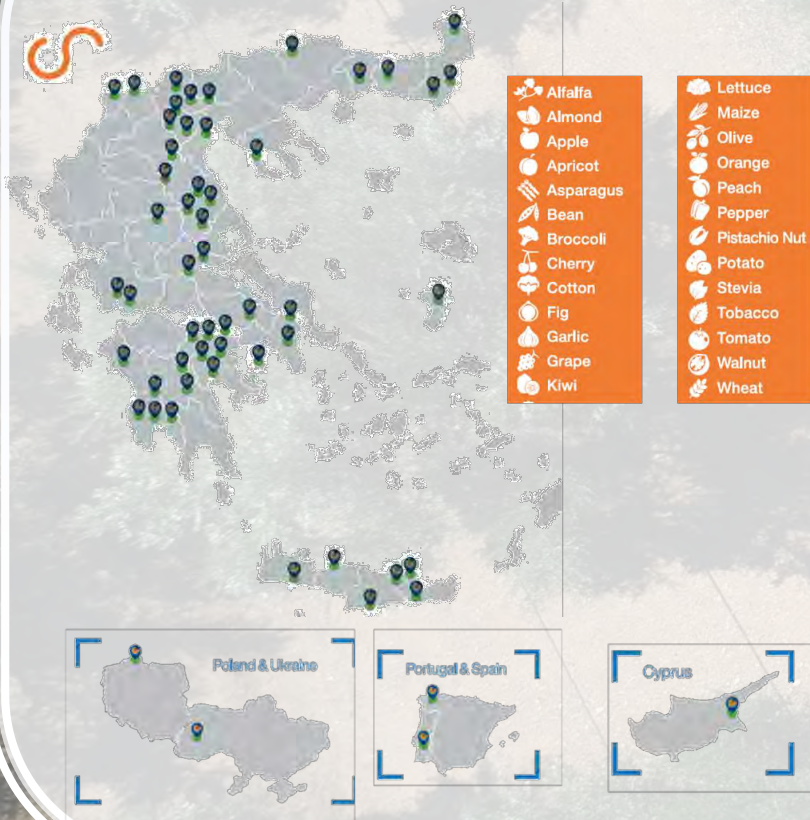 Alfalfa
Almond
Apple
Apricot
Asparagus
Bean
Broccoli
Cherry
Cotton
Fig
Garlic
Grape
Kiwi
Lettuce
Maize
Olive
Orange
Peach
Pepper
Pistachio Nut
Potato
Stevia
Tobacco
Tomato
Walnut
Wheat
Poland & Ukraine
Portugal & Spain
Cyprus